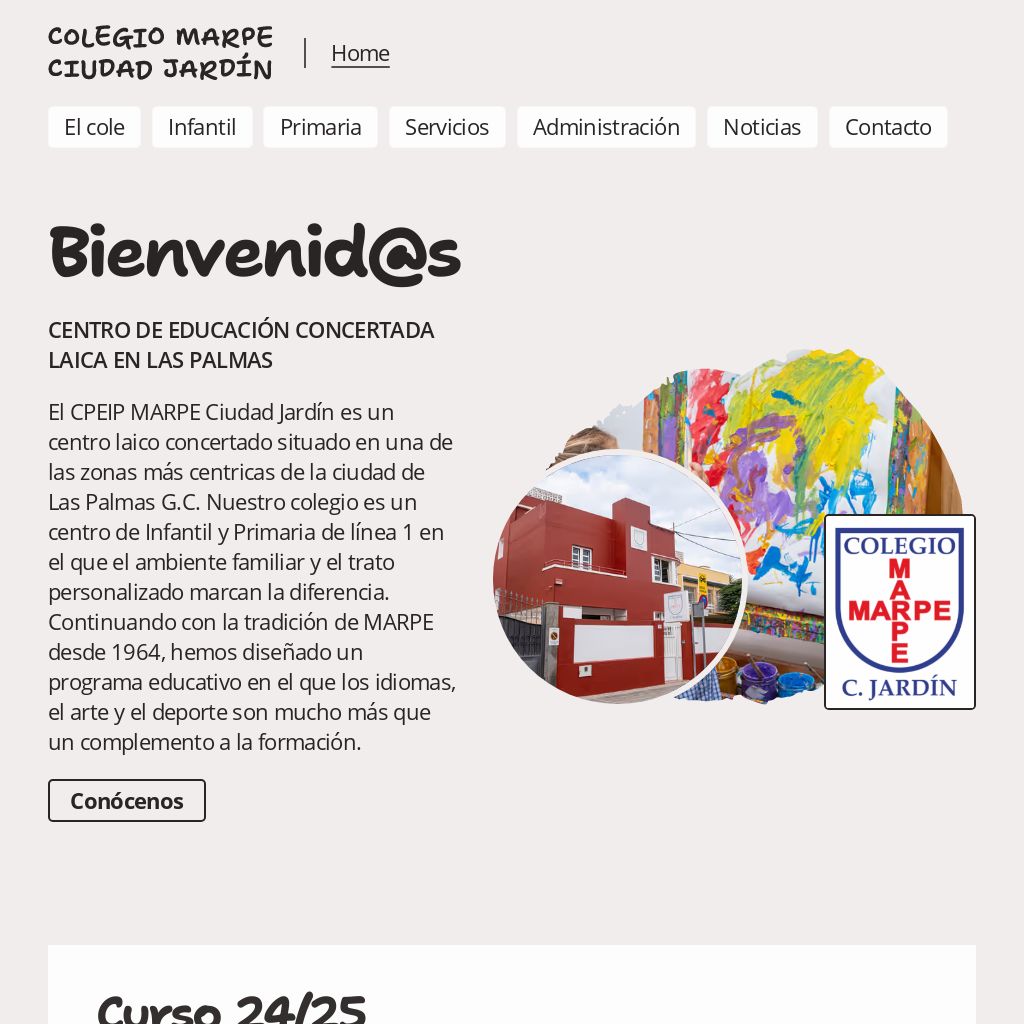 COLEGIO MARPE
CIUDAD JARDÍN
Home
El cole
Infantil
Primaria
Servicios
Administración
Noticias
Contacto
Bienvenid@s
CENTRO DE EDUCACIÓN CONCERTADA
LAICA EN LAS PALMAS
El CPEIP MARPE Ciudad Jardín es un
centro laico concertado situado en una de
las zonas más centricas de la ciudad de
Las Palmas G.C. Nuestro colegio es un
centro de Infantil y Primaria de línea 1 en
el que el ambiente familiar y el trato
personalizado marcan la diferencia.
Continuando con la tradición de MARPE
desde 1964, hemos diseñado un
programa educativo en el que los idiomas,
el arte y el deporte son mucho más que
un complemento a la formación.
Conócenos
COLEGIO
MARPE
MARPE
C. JARDÍN
Curso 24/25